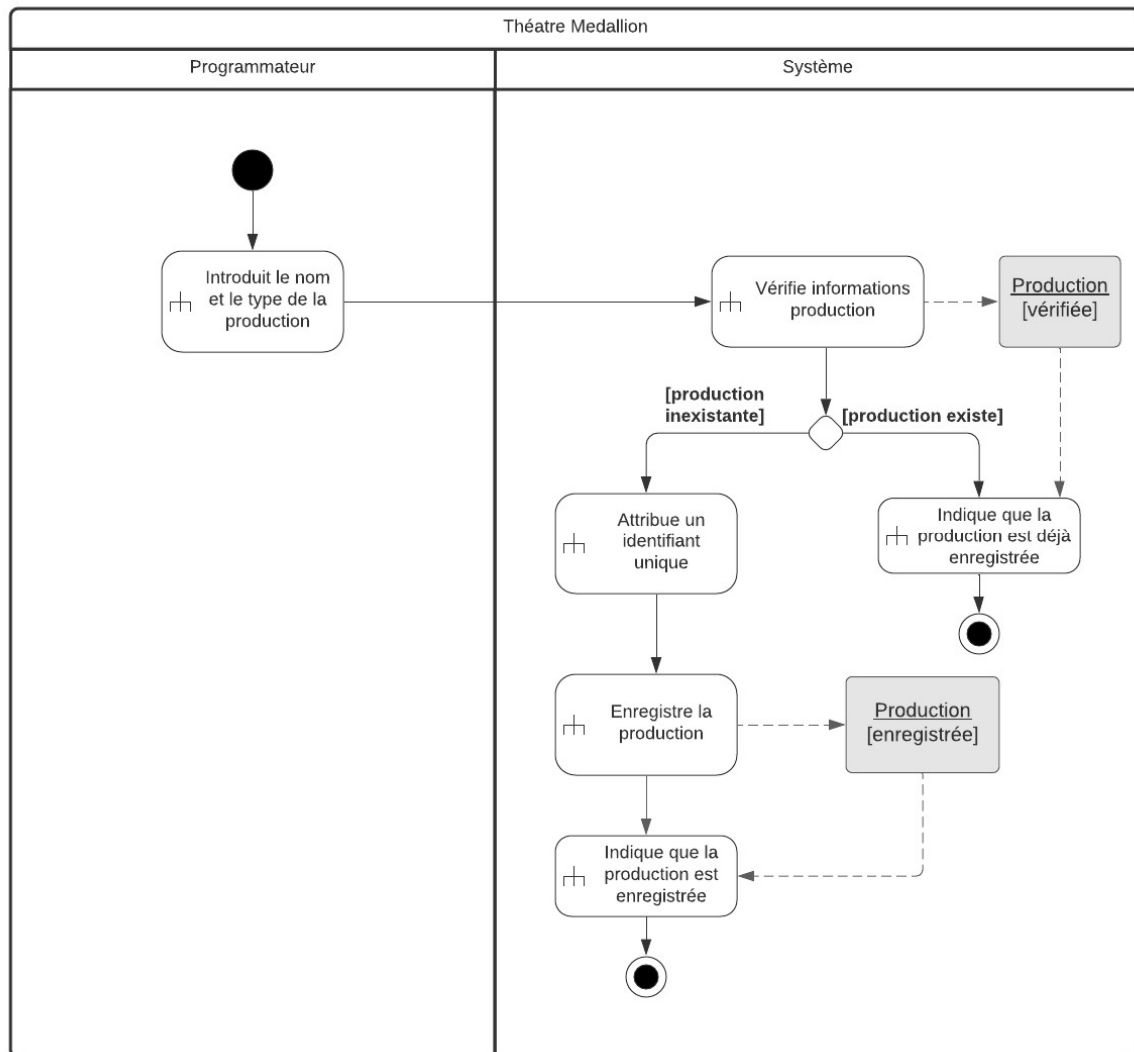 Théatre Medallion
Programmateur
Système
Introduit le nom
et le type de la
production
Vérifie informations
production
Production
[vérifiée]
[production
inexistante]
[production existe]
Attribue un
identifiant
unique
Indique que la
production est déjà
enregistrée
Enregistre la
production
Production
[enregistrée]
Indique que la
production est
enregistrée